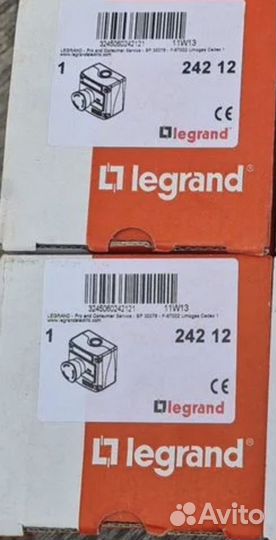 3245060242121 11W13
LEGRAND - Pro and Consumer Service - BP 30076 - F-87002 Limoges Cedex 1
www.legrandelectric.com
1 242 12
CE
legrand
legrand
3245060242121 11W13
LEGRAND - Pro and Consumer Service - BP 30076 - F-87002 Limoges Cedex 1
www.legrandelectric.com
1 242 12
CE
legrand
legrand
Avito